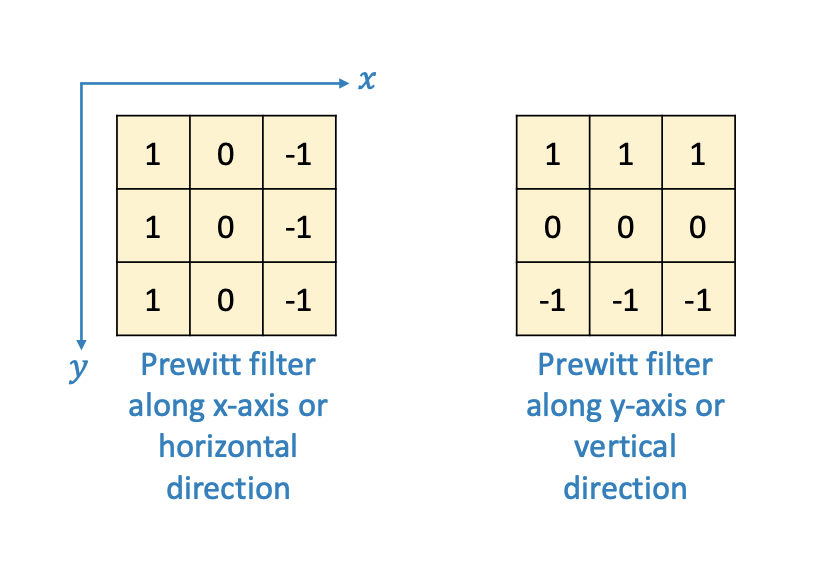 x
1 0 -1 1 1 1
1 0 -1 0 0 0
1 0 -1 -1 -1 -1
y
Prewitt filter
along x-axis or
horizontal
direction
Prewitt filter
along y-axis or
vertical
direction